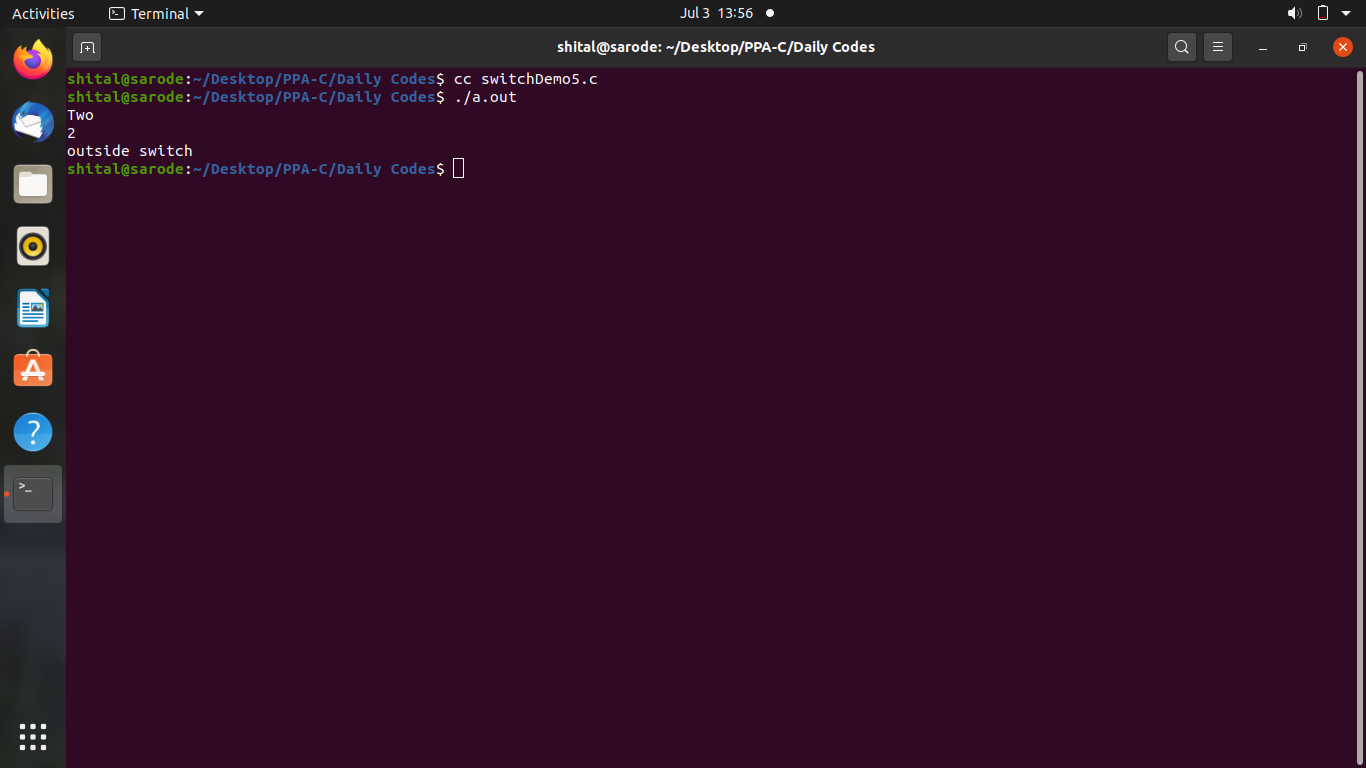 Activities Terminal Jul 3 13:56
shital@sarode: ~/Desktop/PPA-C/Daily Codes
shital@sarode:~/Desktop/PPA-C/Daily Codes$ cc switchDemo5.c
shital@sarode:~/Desktop/PPA-C/Daily Codes$ ./a.out
Two
2
outside switch
shital@sarode:~/Desktop/PPA-C/Daily Codes$